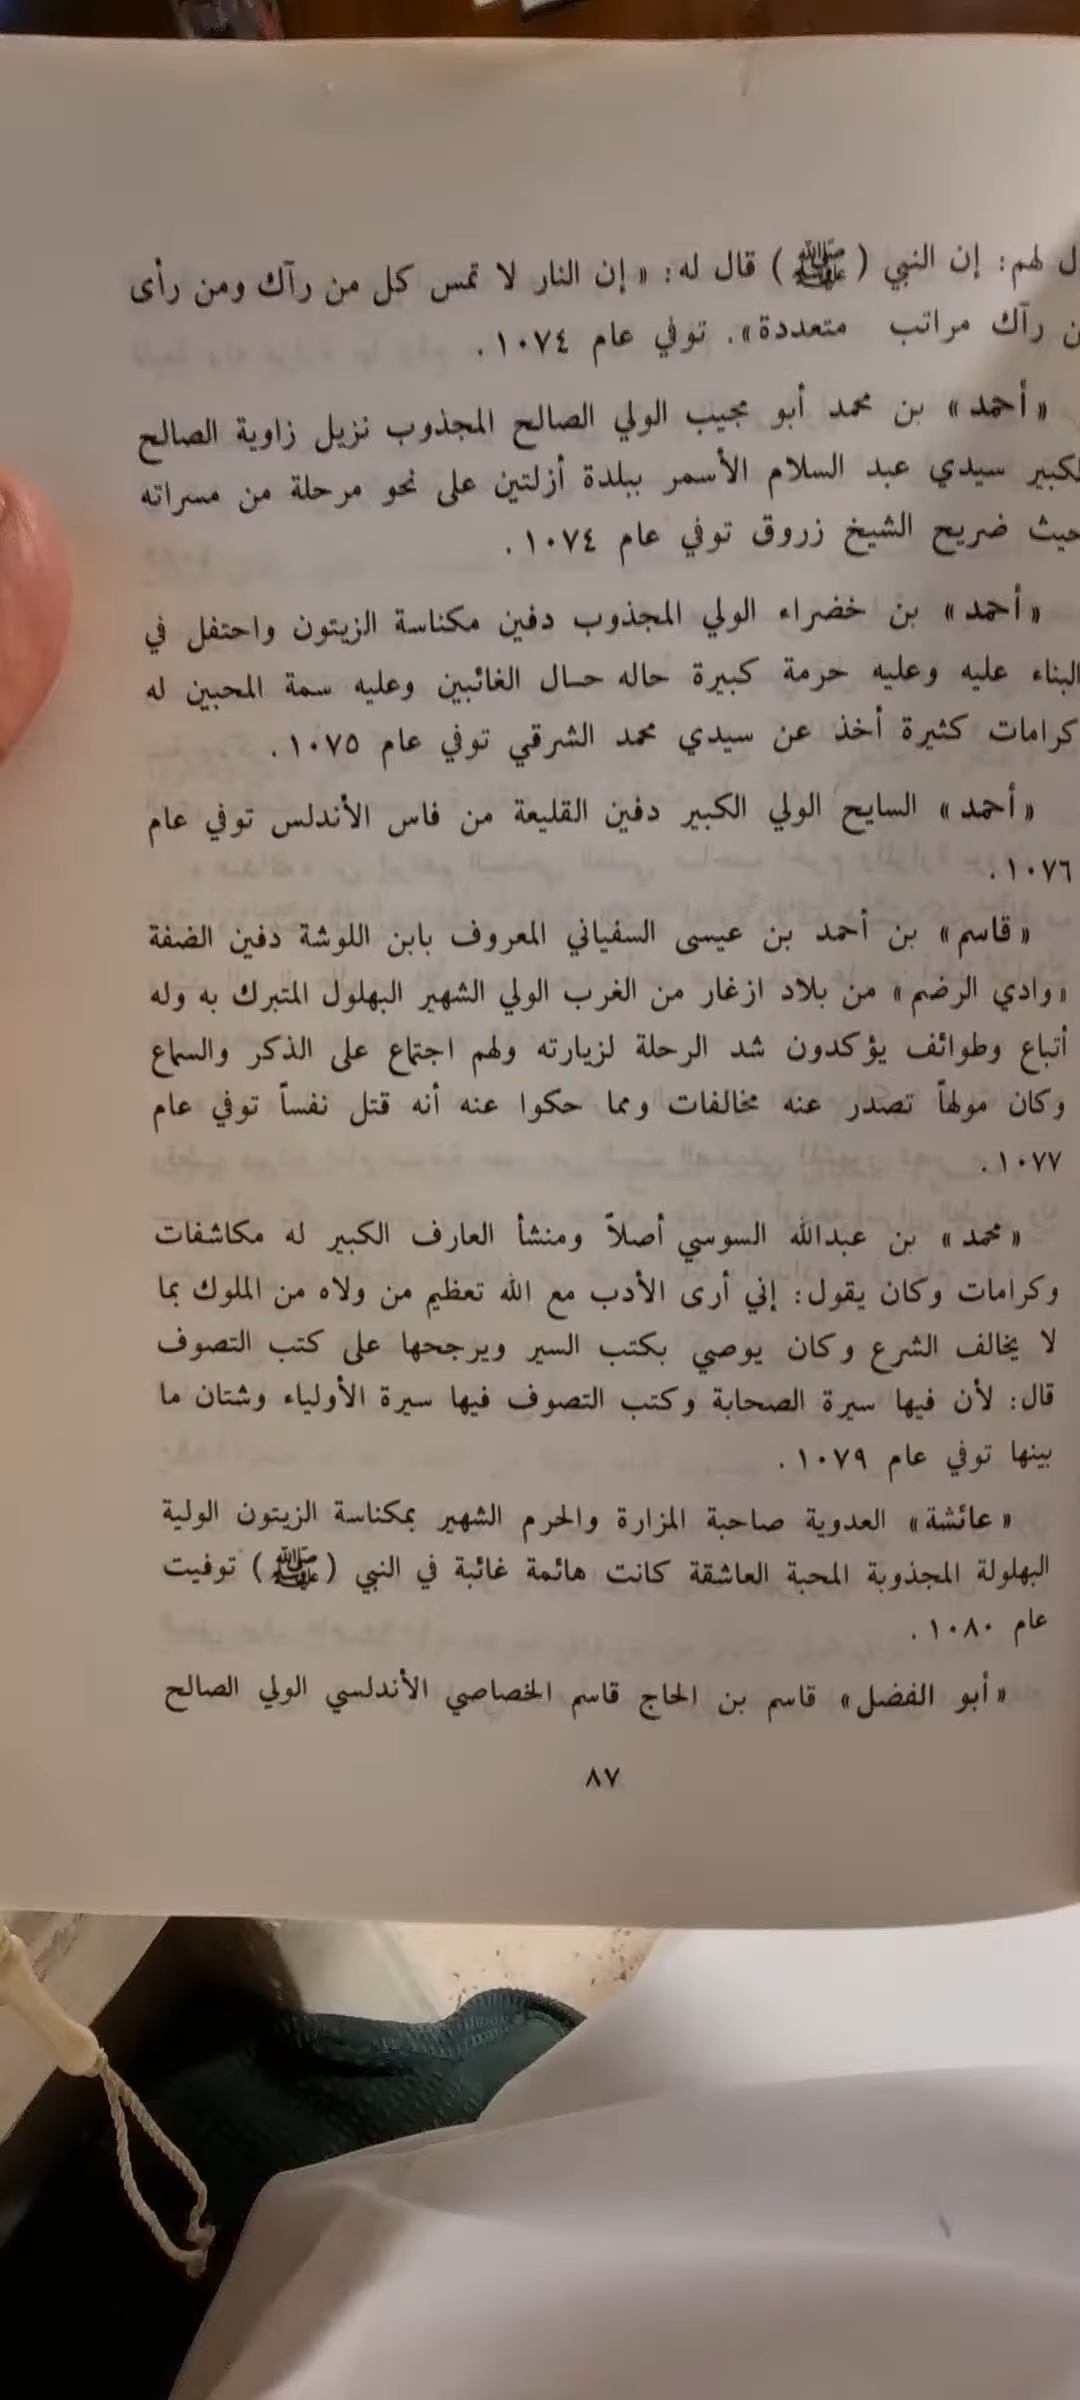 ل لهم: إن النبي (ﷺ) قال له: « إن النار لا تمس كل من رآك ومن رأى
ن رآك مراتب متعددة». توفي عام ١٠٧٤.
« أحمد » بن محمد أبو مجيب الولي الصالح المجذوب نزيل زاوية الصالح
لكبير سيدي عبد السلام الأسمر ببلدة أزلتين على نحو مرحلة من مسراته
حيث ضريح الشيخ زروق توفي عام ١٠٧٤.
« أحمد » بن خضراء الولي المجذوب دفين مكناسة الزيتون واحتفل في
البناء عليه وعليه حرمة كبيرة حاله حال الغائبين وعليه سمة المحبين له
كرامات كثيرة أخذ عن سيدي محمد الشرقي توفي عام ١٠٧٥.
« أحمد » السايح الولي الكبير دفين القليعة من فاس الأندلس توفي عام
١٠٧٦.
« قاسم » بن أحمد بن عيسى السفياني المعروف بابن اللوشة دفين الضفة
« وادي الرضم » من بلاد ازغار من الغرب الولي الشهير البهلول المتبرك به وله
أتباع وطوائف يؤكدون شد الرحلة لزيارته ولهم اجتماع على الذكر والسماع
وكان مولهاً تصدر عنه مخالفات ومما حكوا عنه أنه قتل نفساً توفي عام
١٠٧٧.
« محمد » بن عبدالله السوسي أصلاً ومنشأ العارف الكبير له مكاشفات
وكرامات وكان يقول: إني أرى الأدب مع الله تعظيم من ولاه من الملوك بما
لا يخالف الشرع وكان يوصي بكتب السير ويرجحها على كتب التصوف
قال: لأن فيها سيرة الصحابة وكتب التصوف فيها سيرة الأولياء وشتان ما
بينها توفي عام ١٠٧٩.
« عائشة » العدوية صاحبة المزارة والحرم الشهير بمكناسة الزيتون الولية
البهلولة المجذوبة المحبة العاشقة كانت هائمة غائبة في النبي (ﷺ) توفيت
عام ١٠٨٠.
« أبو الفضل » قاسم بن الحاج قاسم الخصاصي الأندلسي الولي الصالح
٨٧